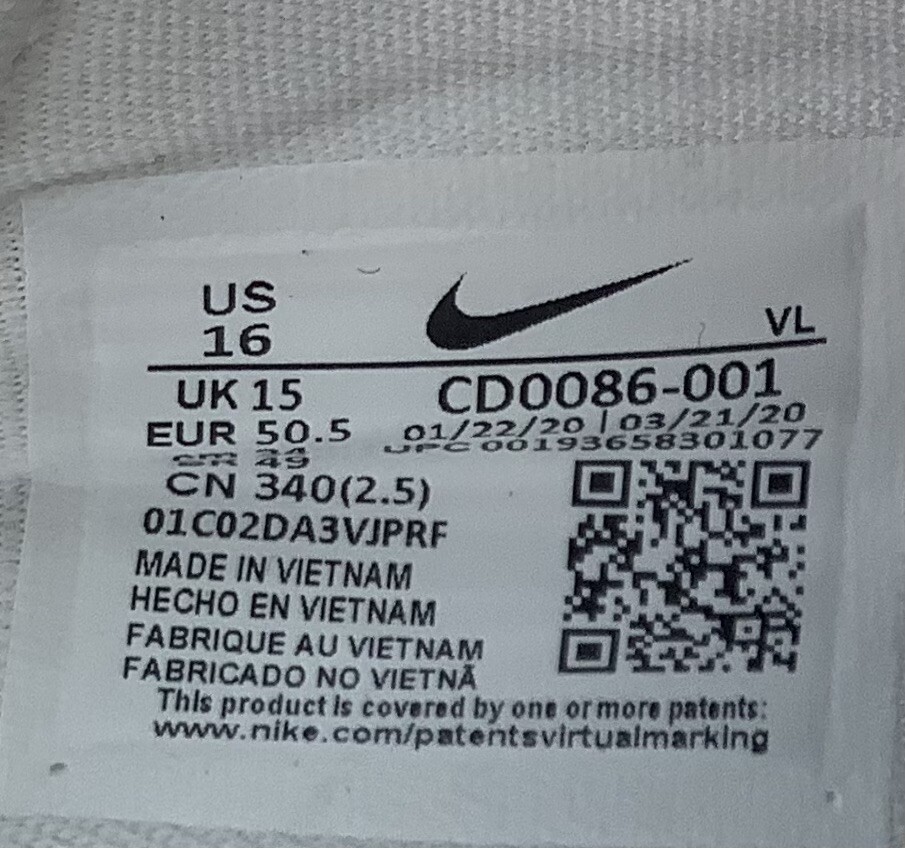 US
16
VL
UK 15
CD0086-001
EUR 50.5
01/22/20 | 03/21/20
UPC 00193658301077
CN 340(2.5)
01C02DA3VJPRF
MADE IN VIETNAM
HECHO EN VIETNAM
FABRIQUE AU VIETNAM
FABRICADO NO VIETNÃ
This product is covered by one or more patents:
www.nike.com/patentsvirtualmarking